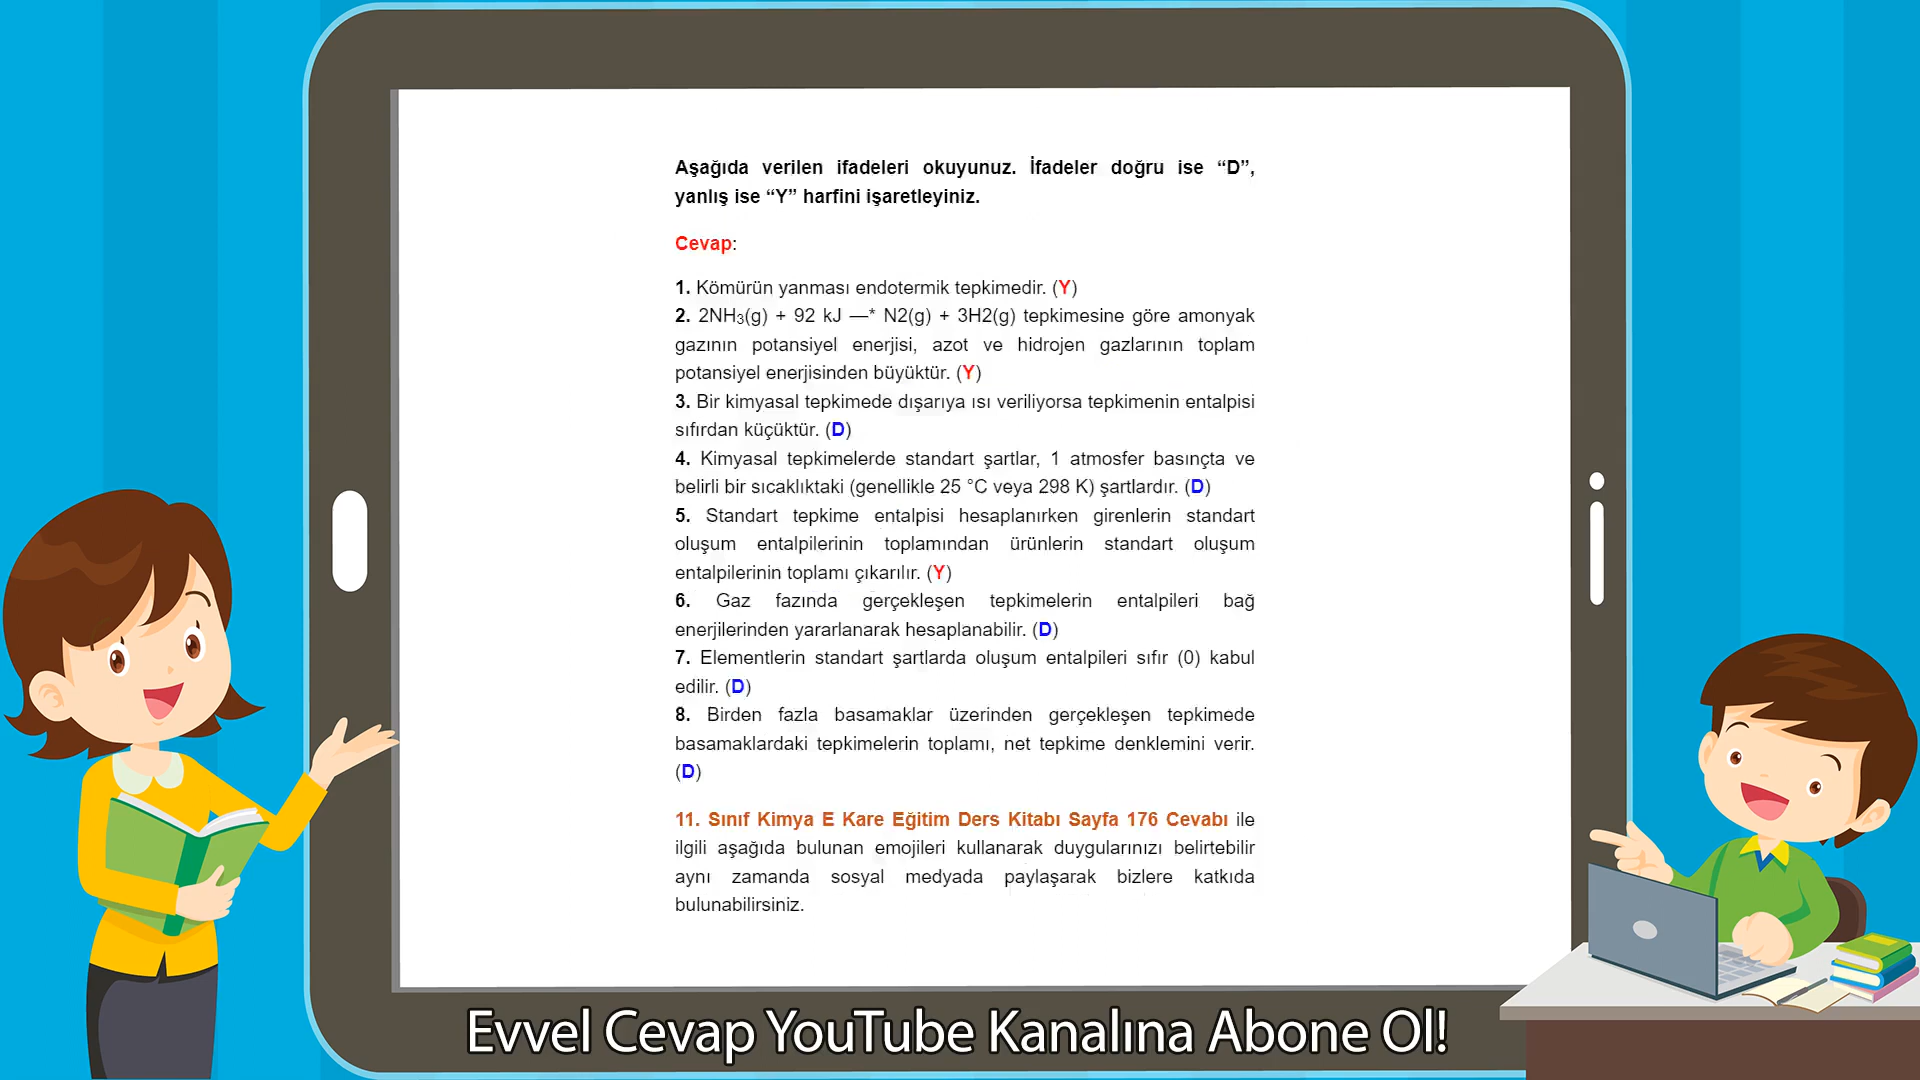 Aşağıda verilen ifadeleri okuyunuz. İfadeler doğru ise “D”,
yanlış ise “Y” harfini işaretleyiniz.
Cevap:
1. Kömürün yanması endotermik tepkimedir. (Y)
2. 2NH₃(g) + 92 kJ —* N2(g) + 3H2(g) tepkimesine göre amonyak
gazının potansiyel enerjisi, azot ve hidrojen gazlarının toplam
potansiyel enerjisinden büyüktür. (Y)
3. Bir kimyasal tepkimede dışarıya ısı veriliyorsa tepkimenin entalpisi
sıfırdan küçüktür. (D)
4. Kimyasal tepkimelerde standart şartlar, 1 atmosfer basınçta ve
belirli bir sıcaklıktaki (genellikle 25 °C veya 298 K) şartlardır. (D)
5. Standart tepkime entalpisi hesaplanırken girenlerin standart
oluşum entalpilerinin toplamından ürünlerin standart oluşum
entalpilerinin toplamı çıkarılır. (Y)
6. Gaz fazında gerçekleşen tepkimelerin entalpileri bağ
enerjilerinden yararlanarak hesaplanabilir. (D)
7. Elementlerin standart şartlarda oluşum entalpileri sıfır (0) kabul
edilir. (D)
8. Birden fazla basamaklar üzerinden gerçekleşen tepkimede
basamaklardaki tepkimelerin toplamı, net tepkime denklemini verir.
(D)
11. Sınıf Kimya E Kare Eğitim Ders Kitabı Sayfa 176 Cevabı ile
ilgili aşağıda bulunan emojileri kullanarak duygularınızı belirtebilir
aynı zamanda sosyal medyada paylaşarak bizlere katkıda
bulunabilirsiniz.
Evvel Cevap YouTube Kanalına Abone Ol!